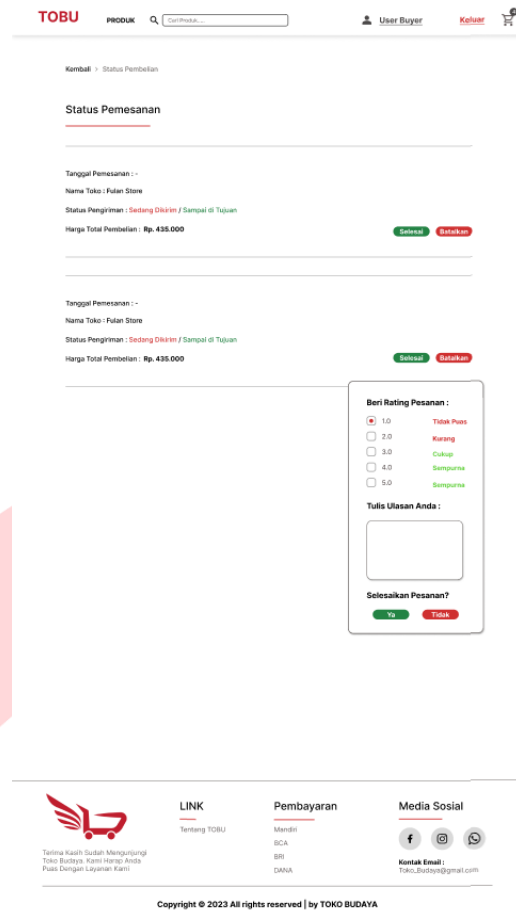 TOBU
PRODUK
Cari Produk.....
User Buyer
Keluar
Kembali > Status Pembelian
Status Pemesanan
Tanggal Pemesanan : -
Nama Toko : Fulan Store
Status Pengiriman : Sedang Dikirim / Sampai di Tujuan
Harga Total Pembelian : Rp. 435.000
Selesai Batalkan
Tanggal Pemesanan : -
Nama Toko : Fulan Store
Status Pengiriman : Sedang Dikirim / Sampai di Tujuan
Harga Total Pembelian : Rp. 435.000
Selesai Batalkan
Beri Rating Pesanan :
1.0 Tidak Puas
2.0 Kurang
3.0 Cukup
4.0 Sempurna
5.0 Sempurna
Tulis Ulasan Anda :
Selesaikan Pesanan?
Ya Tidak
Terima Kasih Sudah Mengunjungi
Toko Budaya. Kami Harap Anda
Puas Dengan Layanan Kami
LINK
Tentang TOBU
Pembayaran
Mandiri
BCA
BRI
DANA
Media Sosial
Kontak Email :
Toko_Budaya@gmail.com
Copyright © 2023 All rights reserved | by TOKO BUDAYA